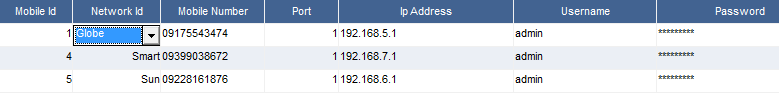 Mobile Id Network Id Mobile Number Port Ip Address Username Password
1 Globe 09175543474 1 192.168.5.1 admin *********
4 Smart 09399038672 1 192.168.7.1 admin *********
5 Sun 09228161876 1 192.168.6.1 admin *********